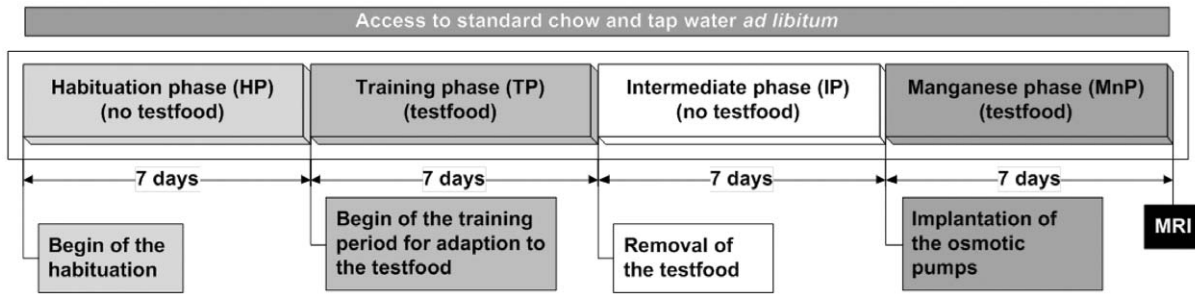 Access to standard chow and tap water ad libitum
Habituation phase (HP)
(no testfood)
Training phase (TP)
(testfood)
Intermediate phase (IP)
(no testfood)
Manganese phase (MnP)
(testfood)
7 days
7 days
7 days
7 days
Begin of the
habituation
Begin of the training
period for adaption to
the testfood
Removal of
the testfood
Implantation of
the osmotic
pumps
MRI